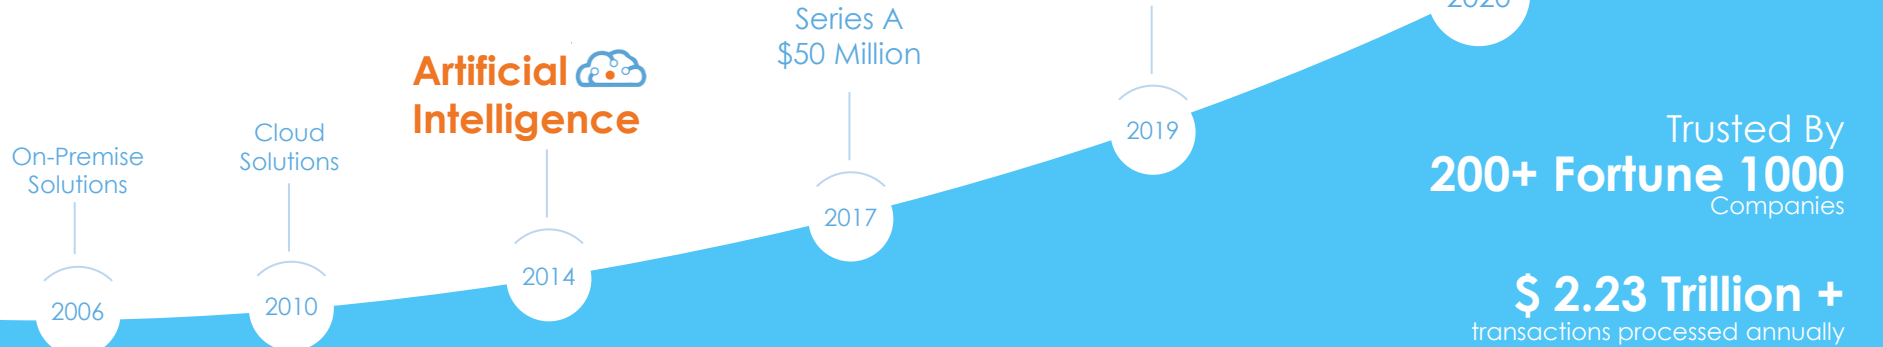 On-Premise
Solutions
2006
Cloud
Solutions
2010
Artificial
Intelligence
2014
Series A
$50 Million
2017
2019
2020
Trusted By
200+ Fortune 1000
Companies
$ 2.23 Trillion +
transactions processed annually